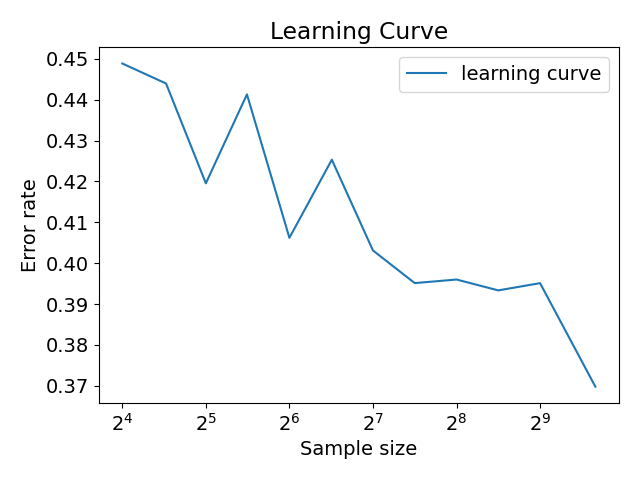 Learning Curve
learning curve
0.45
0.44
0.43
0.42
0.41
0.40
0.39
0.38
0.37
Error rate
2⁴ 2⁵ 2⁶ 2⁷ 2⁸ 2⁹
Sample size